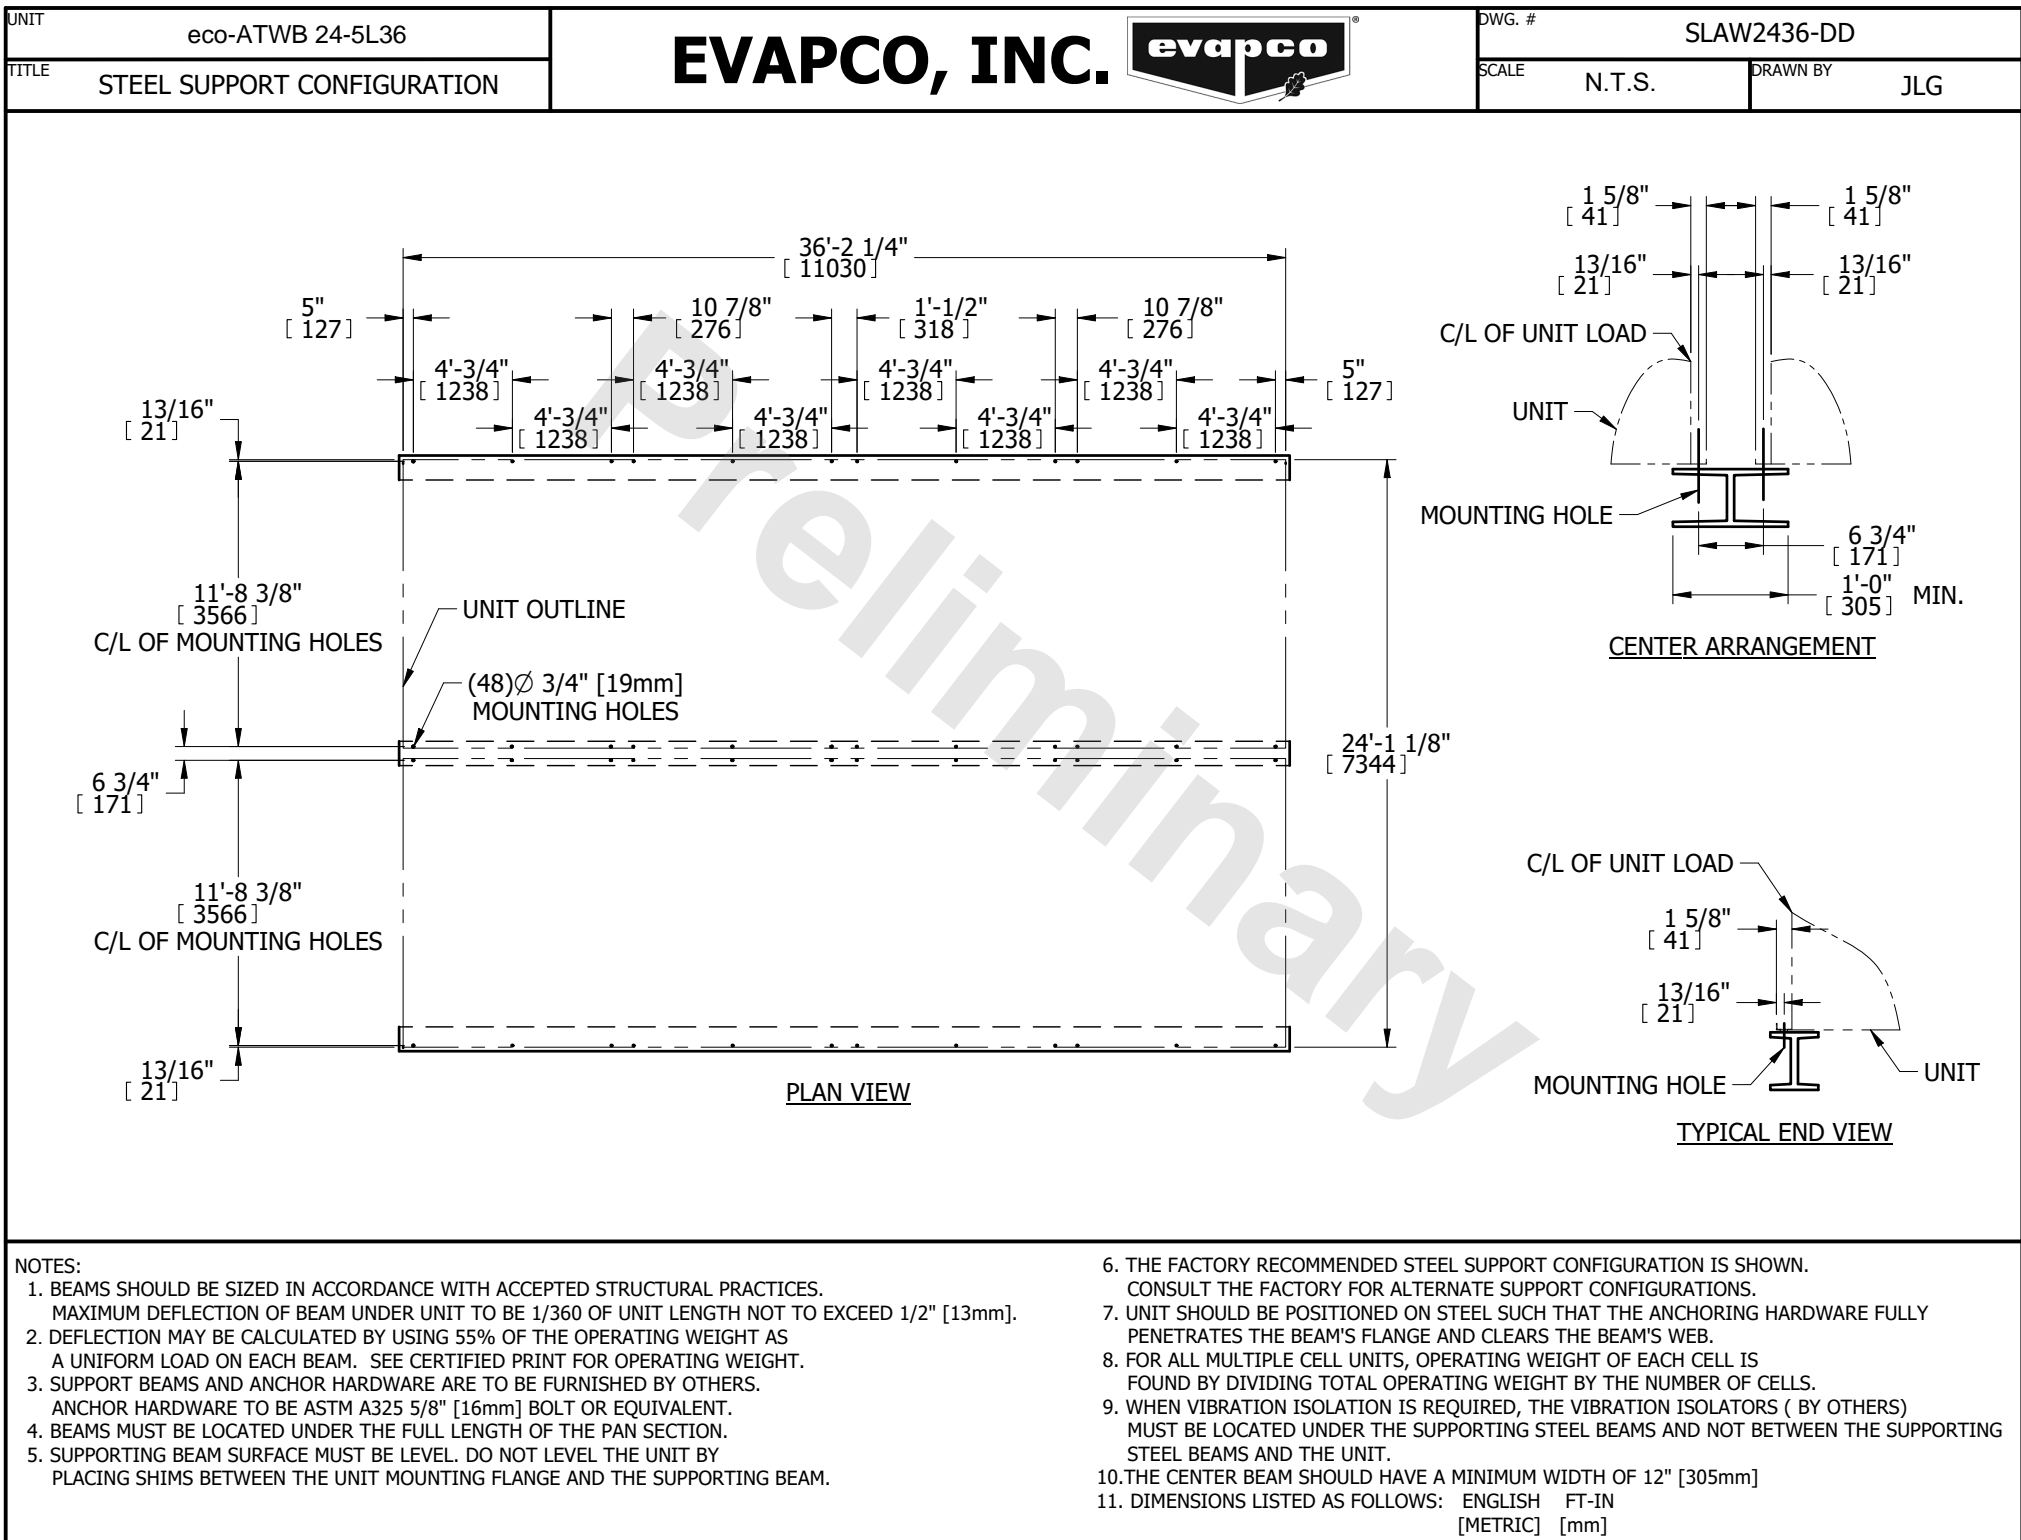 UNIT
eco-ATWB 24-5L36
TITLE
STEEL SUPPORT CONFIGURATION
EVAPCO, INC.
evapco
®
DWG. #
SLAW2436-DD
SCALE
N.T.S.
DRAWN BY
JLG
36'-2 1/4"
[ 11030 ]
5"
[ 127 ]
10 7/8"
[ 276 ]
1'-1/2"
[ 318 ]
10 7/8"
[ 276 ]
4'-3/4"
[ 1238 ]
4'-3/4"
[ 1238 ]
4'-3/4"
[ 1238 ]
4'-3/4"
[ 1238 ]
5"
[ 127 ]
4'-3/4"
[ 1238 ]
4'-3/4"
[ 1238 ]
4'-3/4"
[ 1238 ]
4'-3/4"
[ 1238 ]
13/16"
[ 21 ]
11'-8 3/8"
[ 3566 ]
C/L OF MOUNTING HOLES
UNIT OUTLINE
(48)Ø 3/4" [19mm]
MOUNTING HOLES
6 3/4"
[ 171 ]
24'-1 1/8"
[ 7344 ]
11'-8 3/8"
[ 3566 ]
C/L OF MOUNTING HOLES
13/16"
[ 21 ]
PLAN VIEW
Preliminary
1 5/8"
[ 41 ]
1 5/8"
[ 41 ]
13/16"
[ 21 ]
13/16"
[ 21 ]
C/L OF UNIT LOAD
UNIT
MOUNTING HOLE
6 3/4"
[ 171 ]
1'-0"
[ 305 ] MIN.
CENTER ARRANGEMENT
C/L OF UNIT LOAD
1 5/8"
[ 41 ]
13/16"
[ 21 ]
MOUNTING HOLE
UNIT
TYPICAL END VIEW
NOTES:
1. BEAMS SHOULD BE SIZED IN ACCORDANCE WITH ACCEPTED STRUCTURAL PRACTICES.
MAXIMUM DEFLECTION OF BEAM UNDER UNIT TO BE 1/360 OF UNIT LENGTH NOT TO EXCEED 1/2" [13mm].
2. DEFLECTION MAY BE CALCULATED BY USING 55% OF THE OPERATING WEIGHT AS
A UNIFORM LOAD ON EACH BEAM. SEE CERTIFIED PRINT FOR OPERATING WEIGHT.
3. SUPPORT BEAMS AND ANCHOR HARDWARE ARE TO BE FURNISHED BY OTHERS.
ANCHOR HARDWARE TO BE ASTM A325 5/8" [16mm] BOLT OR EQUIVALENT.
4. BEAMS MUST BE LOCATED UNDER THE FULL LENGTH OF THE PAN SECTION.
5. SUPPORTING BEAM SURFACE MUST BE LEVEL. DO NOT LEVEL THE UNIT BY
PLACING SHIMS BETWEEN THE UNIT MOUNTING FLANGE AND THE SUPPORTING BEAM.
6. THE FACTORY RECOMMENDED STEEL SUPPORT CONFIGURATION IS SHOWN.
CONSULT THE FACTORY FOR ALTERNATE SUPPORT CONFIGURATIONS.
7. UNIT SHOULD BE POSITIONED ON STEEL SUCH THAT THE ANCHORING HARDWARE FULLY
PENETRATES THE BEAM'S FLANGE AND CLEARS THE BEAM'S WEB.
8. FOR ALL MULTIPLE CELL UNITS, OPERATING WEIGHT OF EACH CELL IS
FOUND BY DIVIDING TOTAL OPERATING WEIGHT BY THE NUMBER OF CELLS.
9. WHEN VIBRATION ISOLATION IS REQUIRED, THE VIBRATION ISOLATORS ( BY OTHERS)
MUST BE LOCATED UNDER THE SUPPORTING STEEL BEAMS AND NOT BETWEEN THE SUPPORTING
STEEL BEAMS AND THE UNIT.
10.THE CENTER BEAM SHOULD HAVE A MINIMUM WIDTH OF 12" [305mm]
11. DIMENSIONS LISTED AS FOLLOWS: ENGLISH FT-IN
[METRIC] [mm]